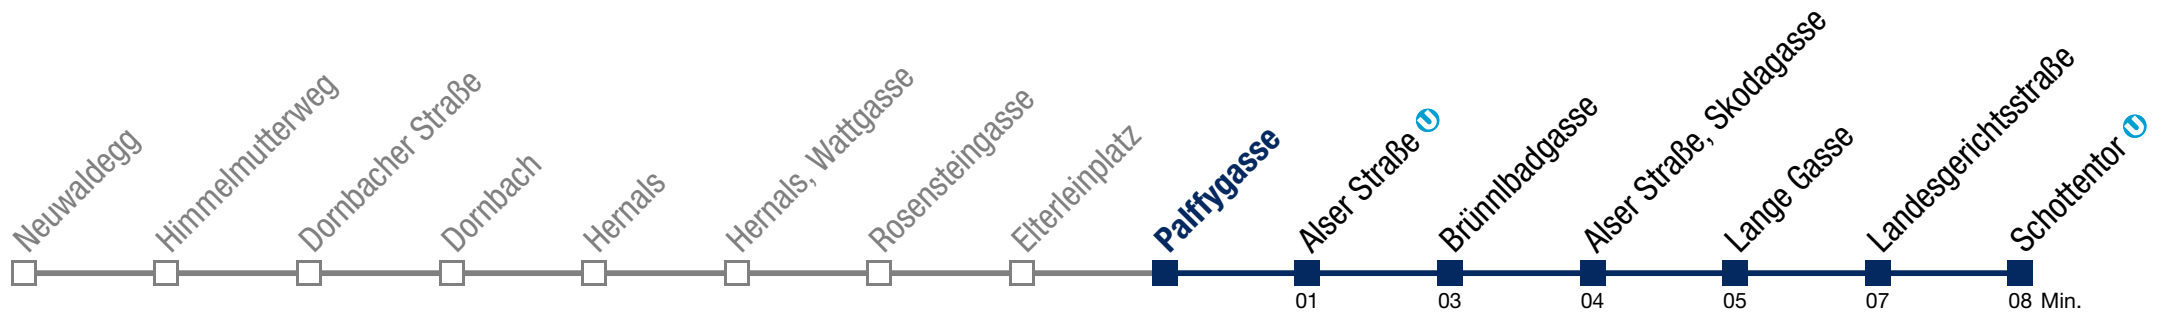 Neuwaldegg
Himmelmutterweg
Dornbacher Straße
Dornbach
Hernals
Hernals, Wattgasse
Rosensteingasse
Elterleinplatz
Palffygasse
Alser Straße U
Brünnlbadgasse
Alser Straße, Skodagasse
Lange Gasse
Landesgerichtsstraße
Schottentor U
01 03 04 05 07 08 Min.